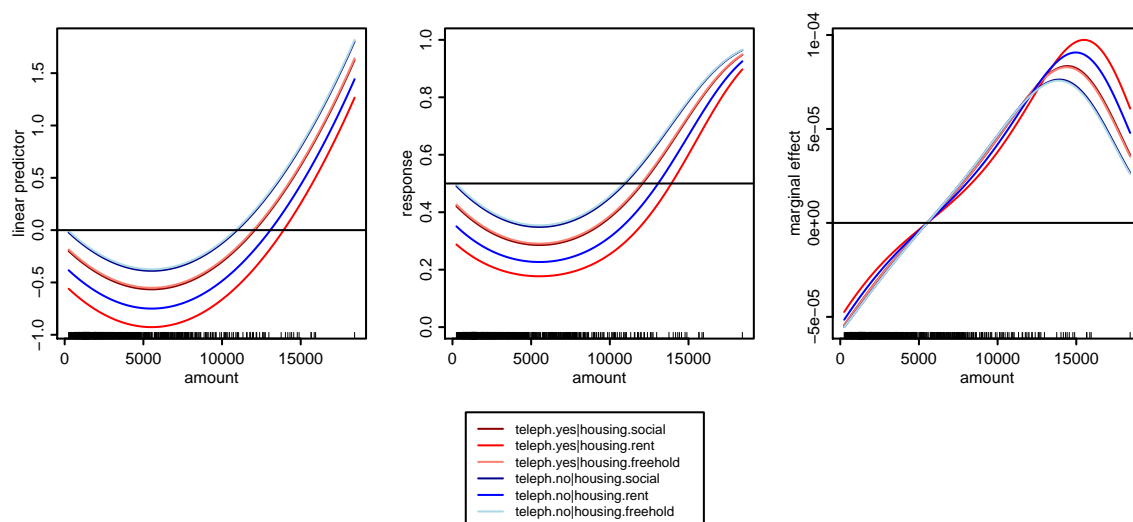 linear predictor
1.5
1.0
0.5
0.0
−0.5
−1.0
0 5000 10000 15000
amount
response
1.0
0.8
0.6
0.4
0.2
0.0
0 5000 10000 15000
amount
marginal effect
1e−04
5e−05
0e+00
−5e−05
0 5000 10000 15000
amount
teleph.yes|housing.social
teleph.yes|housing.rent
teleph.yes|housing.freehold
teleph.no|housing.social
teleph.no|housing.rent
teleph.no|housing.freehold